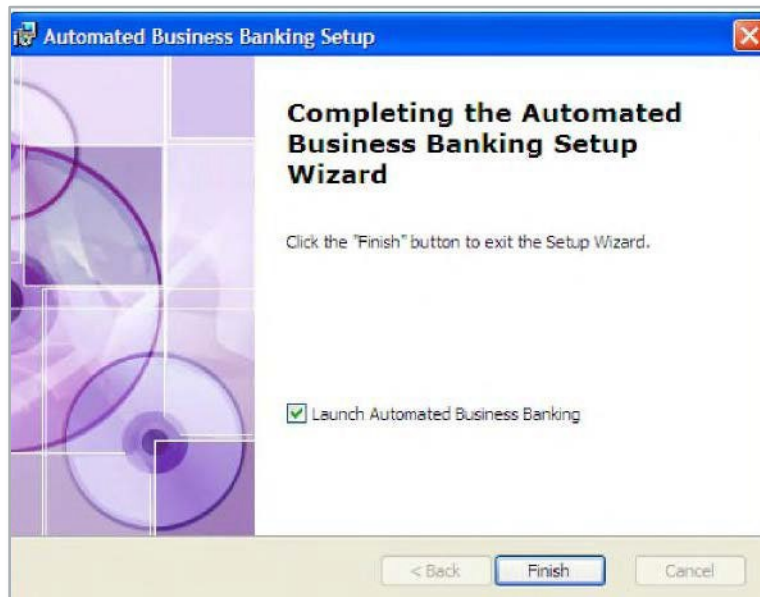 Automated Business Banking Setup
Completing the Automated
Business Banking Setup
Wizard
Click the "Finish" button to exit the Setup Wizard.
Launch Automated Business Banking
< Back Finish Cancel